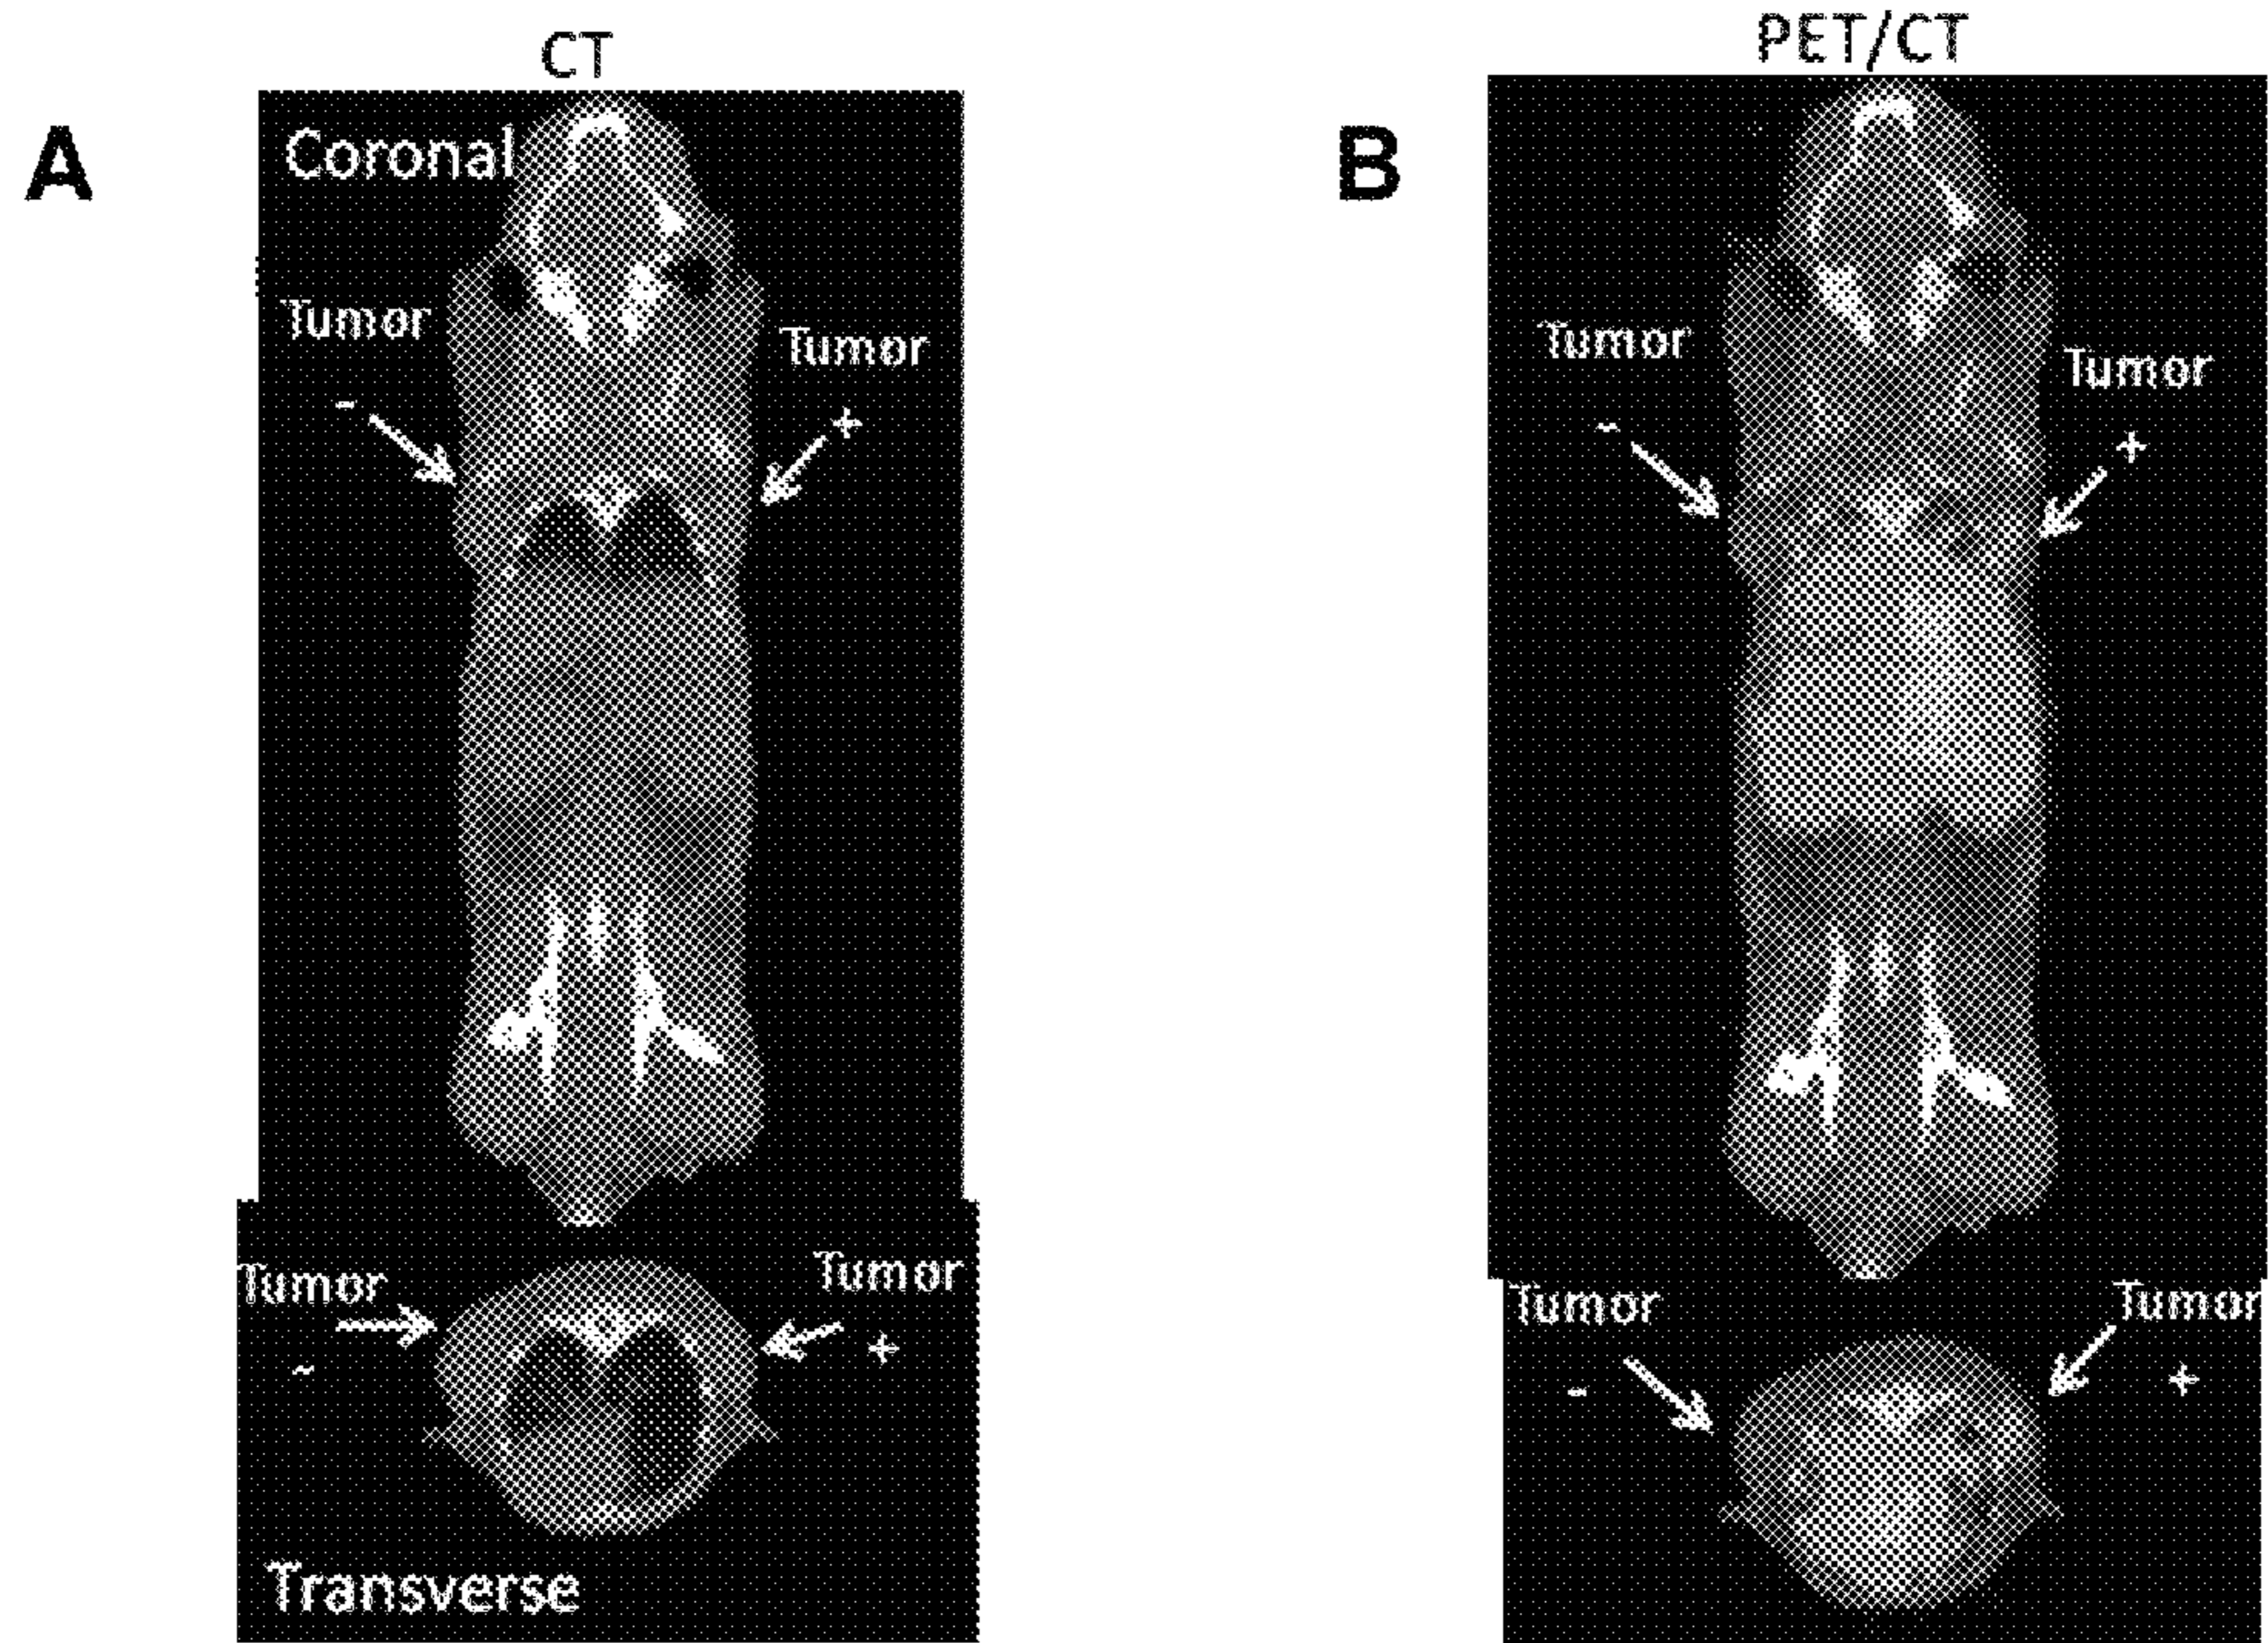 CT
A
Coronal
Tumor
-
Tumor
+
Tumor
-
Tumor
+
Transverse
PET/CT
B
Tumor
-
Tumor
+
Tumor
-
Tumor
+